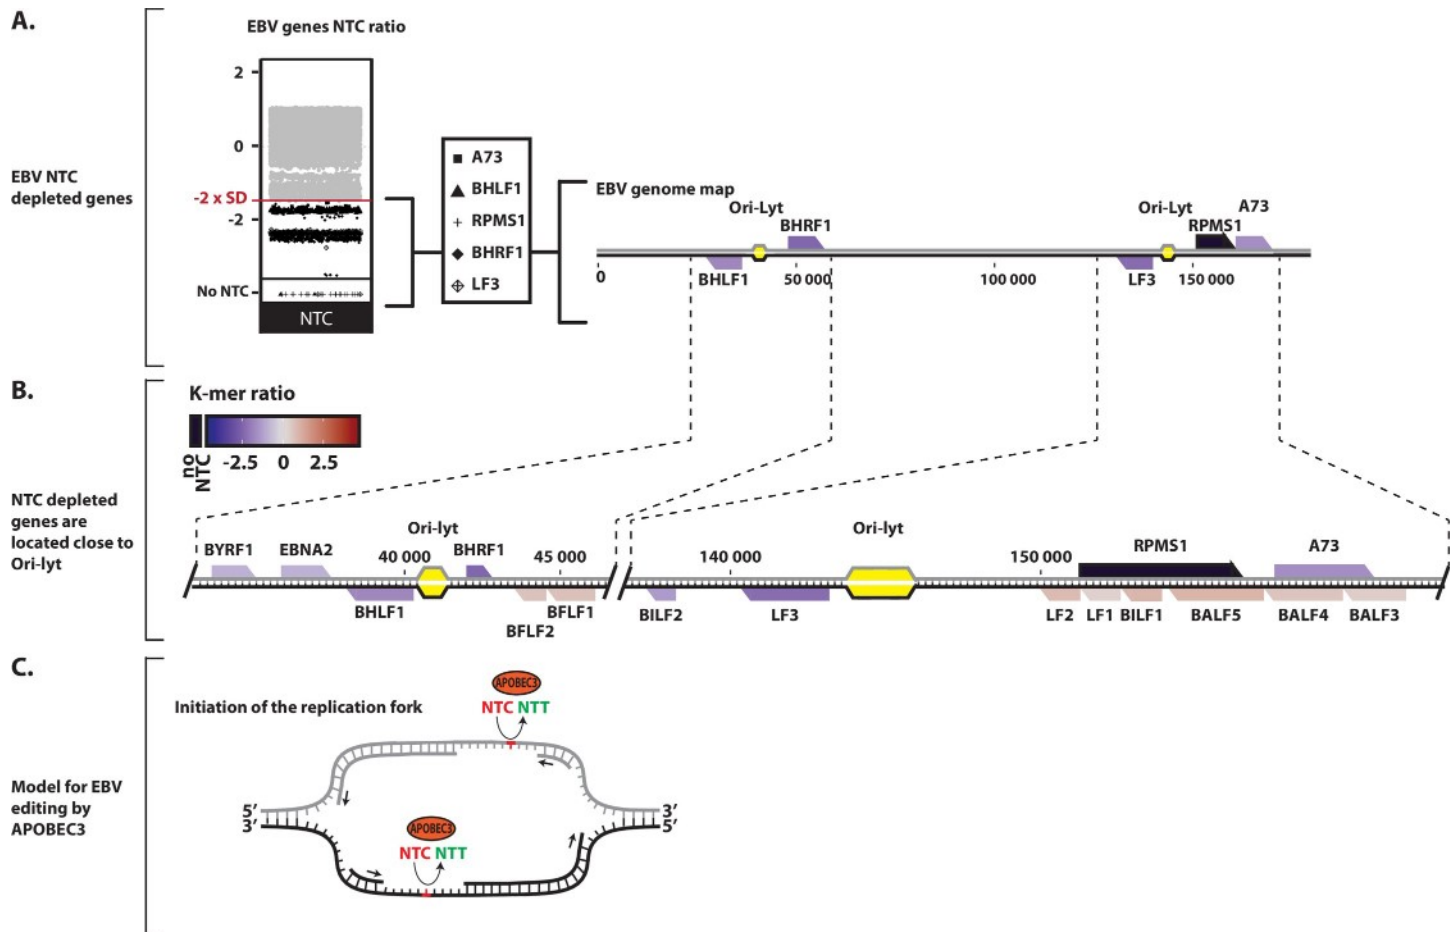 A.
EBV genes NTC ratio
2
0
-2 x SD
-2
No NTC
NTC
EBV NTC
depleted genes
A73
BHLF1
RPMS1
BHRF1
LF3
EBV genome map
Ori-Lyt
BHRF1
Ori-Lyt
A73
RPMS1
0
BHLF1
50 000
100 000
LF3
150 000
B.
K-mer ratio
no
NTC
-2.5
0
2.5
NTC depleted
genes are
located close to
Ori-lyt
BYRF1
EBNA2
40 000
Ori-lyt
BHRF1
45 000
BHLF1
BFLF2
BFLF1
140 000
Ori-lyt
150 000
RPMS1
A73
BILF2
LF3
LF2
LF1
BILF1
BALF5
BALF4
BALF3
C.
Initiation of the replication fork
APOBEC3
NTC NTT
Model for EBV
editing by
APOBEC3
5′
3′
3′
5′
APOBEC3
NTC NTT